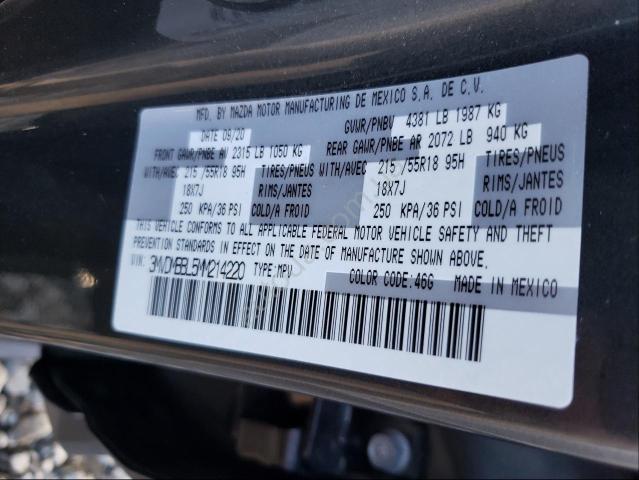 MFD. BY MAZDA MOTOR MANUFACTURING DE MEXICO S.A. DE C.V.
DATE 09/20 GVWR/PNBV 4381 LB 1987 KG
FRONT GAWR/PNBE AV 2315 LB 1050 KG REAR GAWR/PNBE AR 2072 LB 940 KG
WITH/AVEC 215/55R18 95H TIRES/PNEUS WITH/AVEC 215/55R18 95H TIRES/PNEUS
18X7J RIMS/JANTES 18X7J RIMS/JANTES
250 KPA/36 PSI COLD/A FROID 250 KPA/36 PSI COLD/A FROID
THIS VEHICLE CONFORMS TO ALL APPLICABLE FEDERAL MOTOR VEHICLE SAFETY AND THEFT
PREVENTION STANDARDS IN EFFECT ON THE DATE OF MANUFACTURE SHOWN ABOVE.
VIN: 3MVDMBBL5MM214220 TYPE: MPV COLOR CODE: 46G MADE IN MEXICO